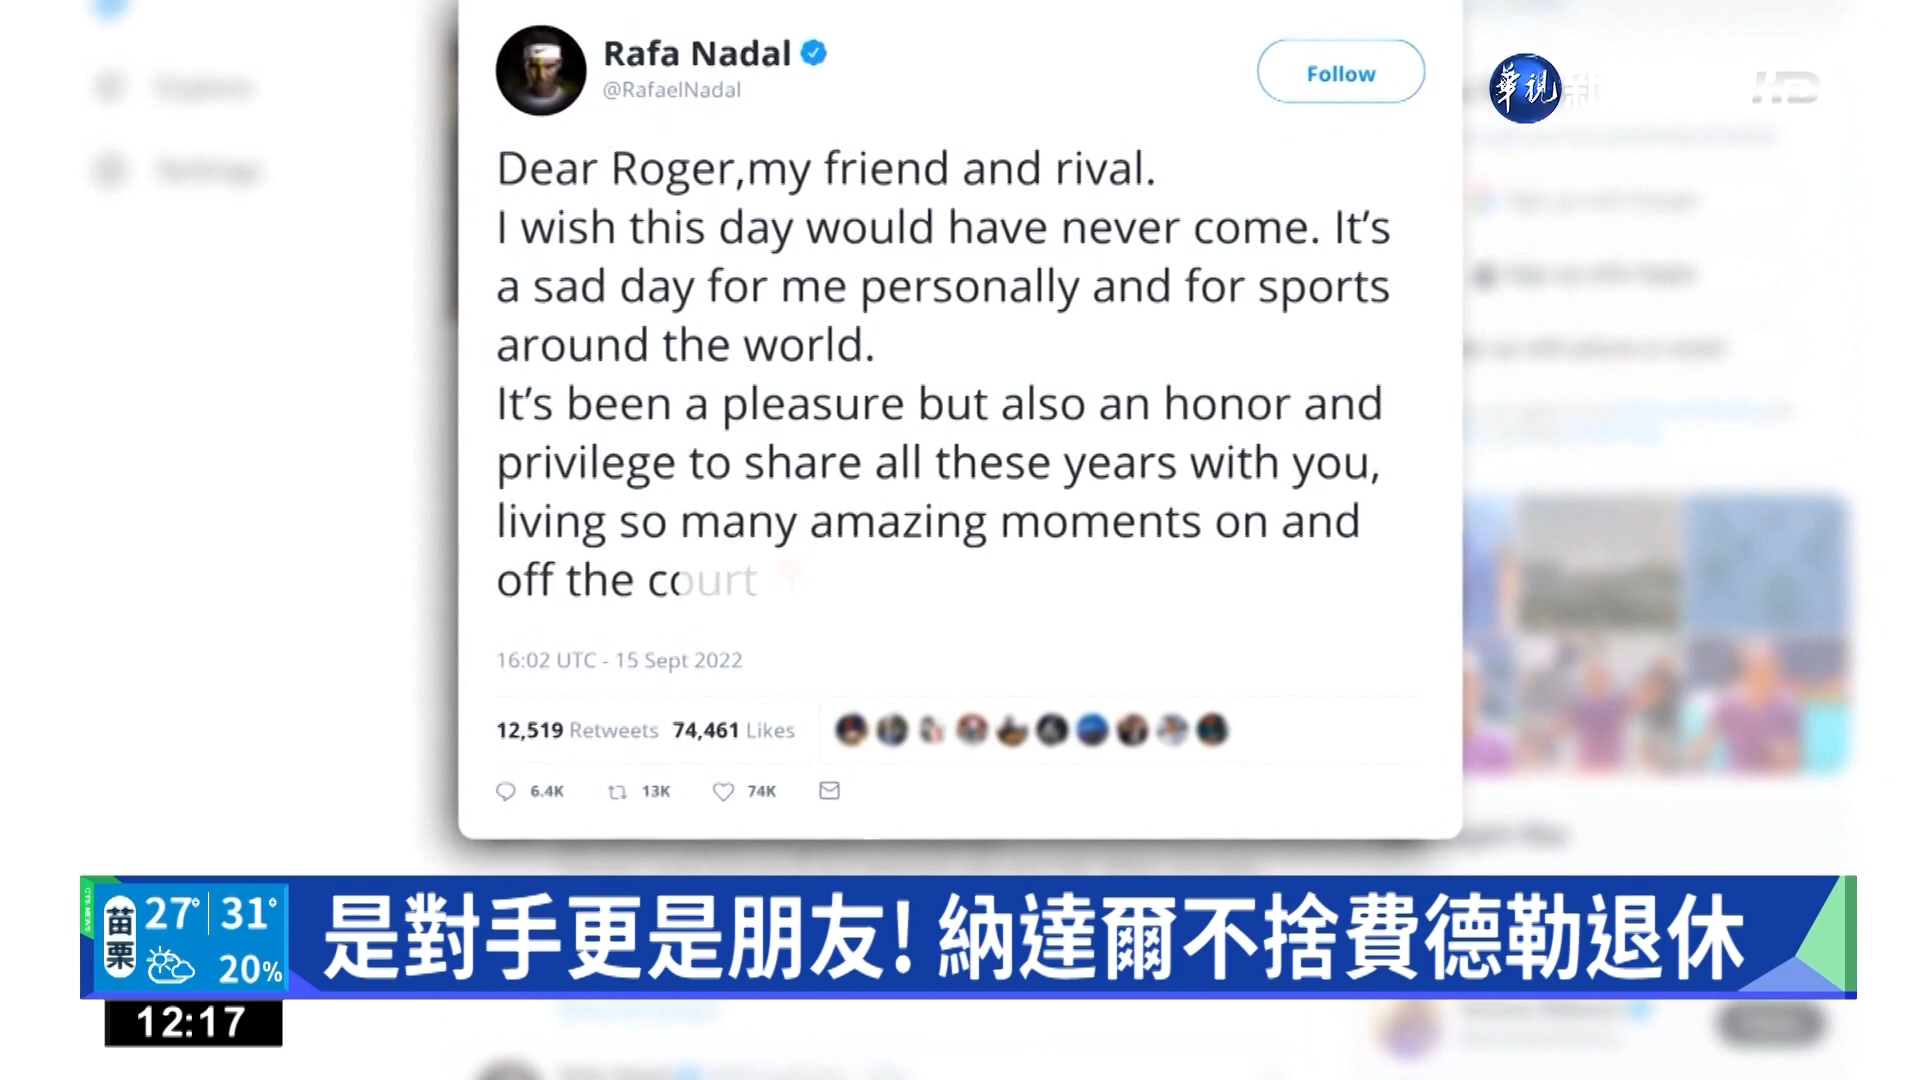 Rafa Nadal
@RafaelNadal
Follow
華視新
HD
Dear Roger,my friend and rival.
I wish this day would have never come. It's
a sad day for me personally and for sports
around the world.
It's been a pleasure but also an honor and
privilege to share all these years with you,
living so many amazing moments on and
off the court
16:02 UTC - 15 Sept 2022
12,519 Retweets 74,461 Likes
6.4K 13K 74K
苗栗
27° 31°
20%
是對手更是朋友! 納達爾不捨費德勒退休
12:17